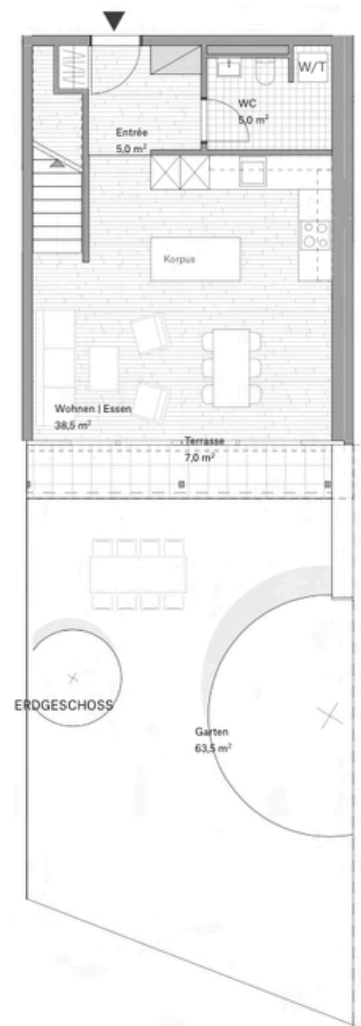 W/T
WC
5,0 m²
Entrée
5,0 m²
Korpus
Wohnen | Essen
38,5 m²
Terrasse
7,0 m²
ERDGESCHOSS
Garten
63,5 m²